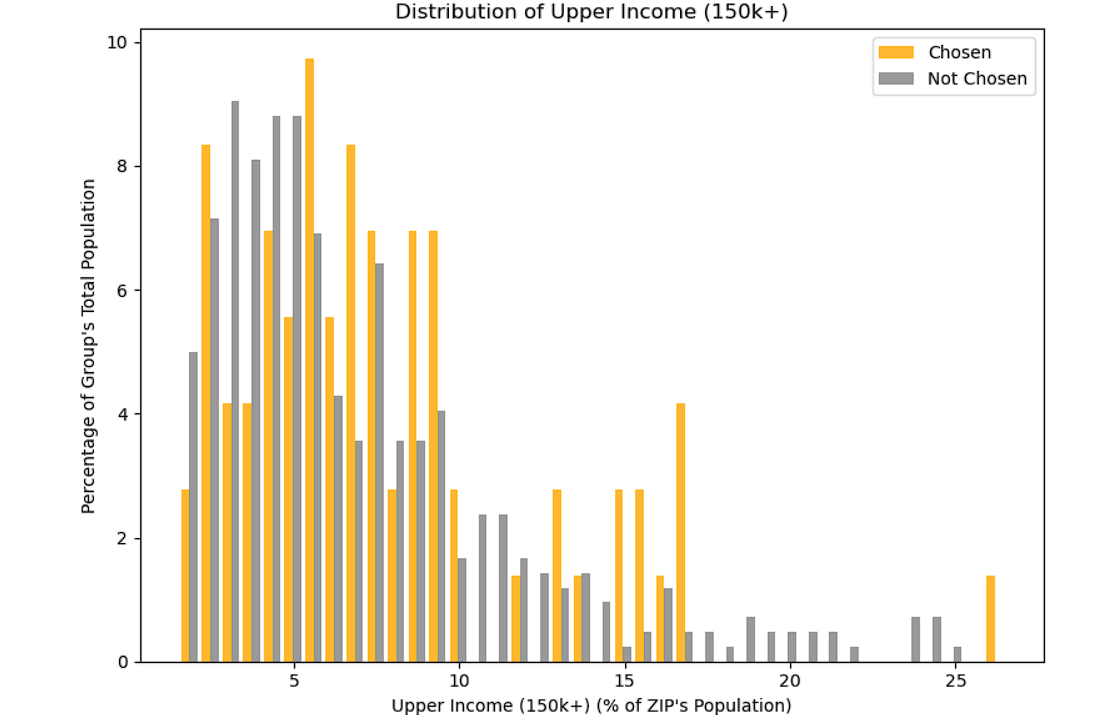 Distribution of Upper Income (150k+)
Chosen
Not Chosen
Percentage of Group's Total Population
10
8
6
4
2
0
5
10
15
20
25
Upper Income (150k+) (% of ZIP's Population)